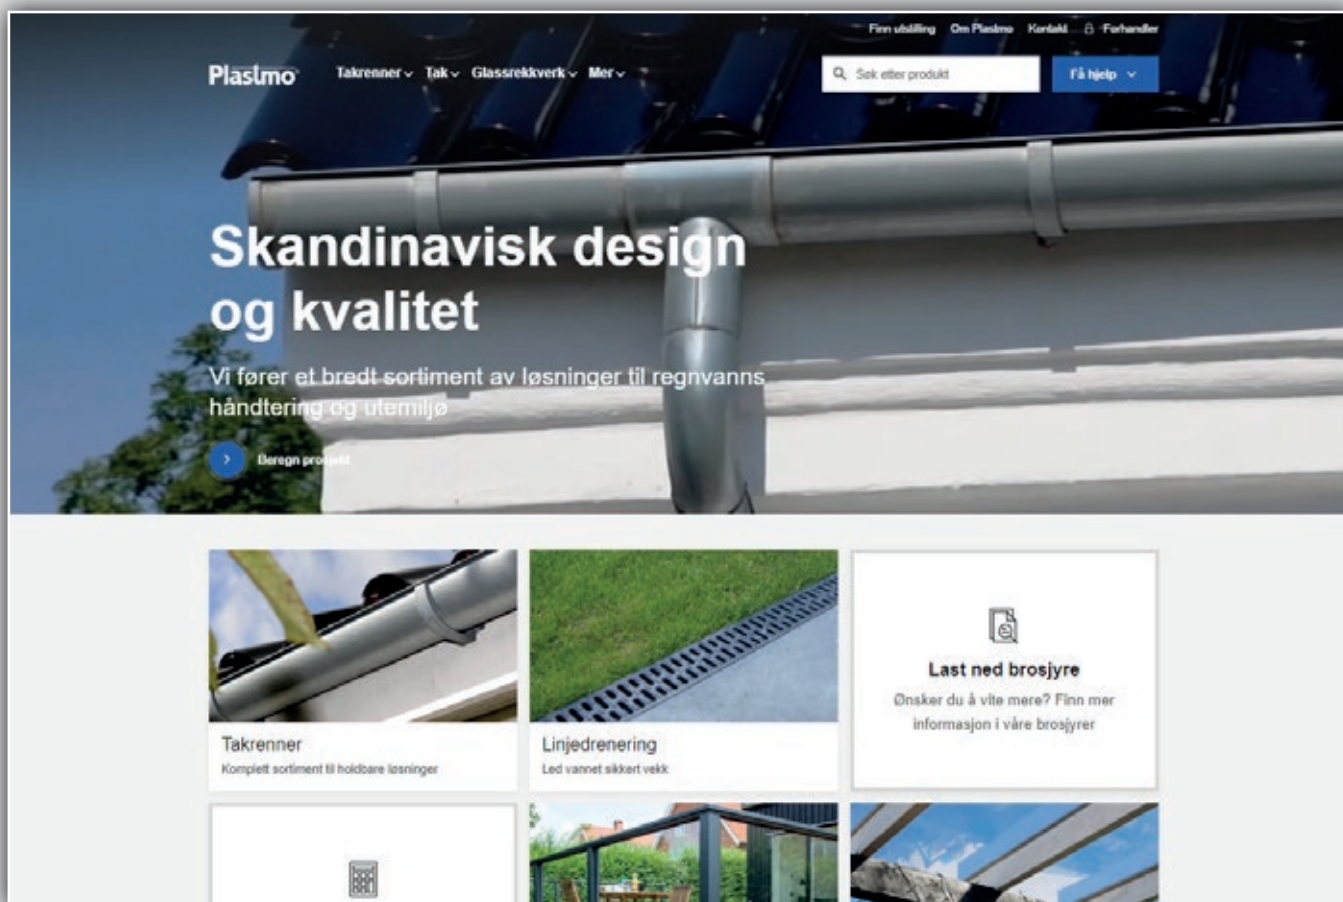 Finn utstilling Om Plastmo Kontakt Forhandler
Plastmo Takrenner Tak Glassrekkverk Mer Søk etter produkt Få hjelp
Skandinavisk design
og kvalitet
Vi fører et bredt sortiment av løsninger til regnvanns
håndtering og utemiljø
Beregn prosjekt
Takrenner
Komplett sortiment til holdbare løsninger
Linjedrenering
Led vannet sikkert vekk
Last ned brosjyre
Ønsker du å vite mere? Finn mer
informasjon i våre brosjyrer